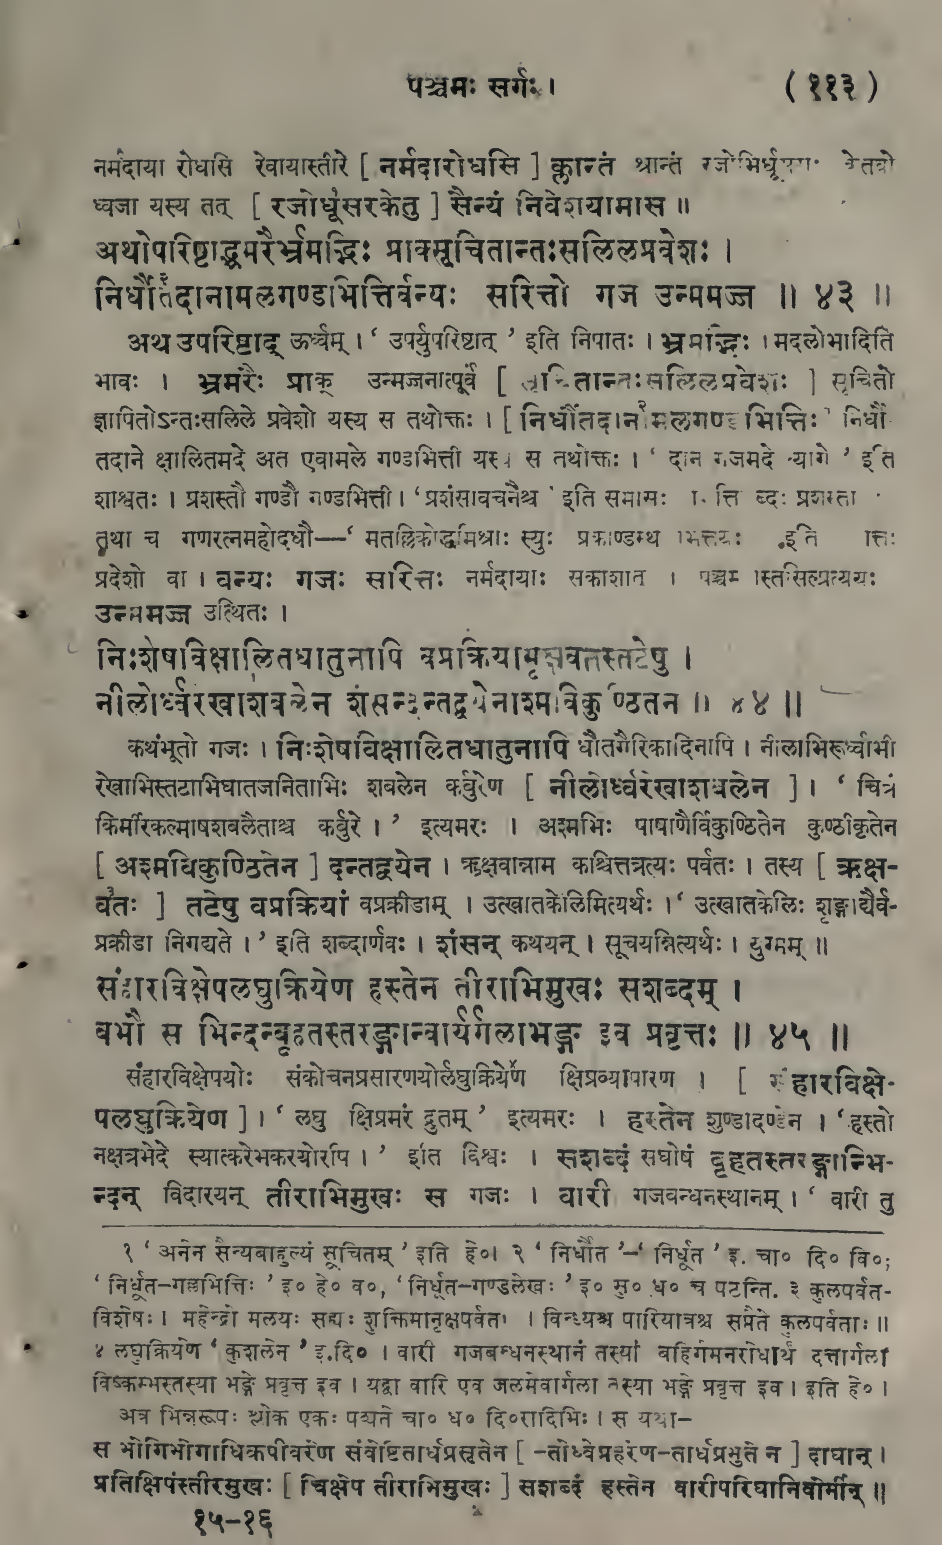 पञ्चमः सर्गः । ( ११३ )
नर्मदाया रोधसि रेवायास्तीरे [ नर्मदारोधसि ] क्लान्तं श्रान्तं
ध्वजा यस्य तत् [ रजोर्धूसरकेतु ] सैन्यं निवेशयामास ॥
अथोपरिष्टाद्भ्रमरैर्भ्रमद्भिः प्राक्सूचितान्तःसलिलप्रवेशः ।
निर्धौतदानामलगण्डभित्तिर्वन्यः सरित्तो गज उन्ममज्ज ॥ ४३ ॥
अथ उपरिष्टाद् ऊर्ध्वम् । ‘ उपर्युपरिष्टात् ’ इति निपातः । भ्रमद्भिः । मदलोभादिति
भावः । भ्रमरैः प्राक् उन्मज्जनात्पूर्वं [ सूचितान्तःसलिलप्रवेशः ] सूचितो
ज्ञापितोऽन्तःसलिले प्रवेशो यस्य स तथोक्तः । [ निर्धौतदानामलगण्डभित्तिः ] निर्धौ-
तदाने क्षालितमदे अत एवामले गण्डभित्ती यस्य स तथोक्तः । ‘ दानं गजमदे त्यागे ’ इति
शाश्वतः । प्रशस्तौ गण्डौ गण्डभित्ती । ‘ प्रशंसावचनैश्च ’ इति समासः ।
तथा च गणरत्नमहोदधौ—‘ मतल्लिकोद्धमिश्राः स्युः प्रकाण्डस्थ भित्तयः इति
प्रदेशो वा । वन्यः गजः सरित्तः नर्मदायाः सकाशात् । पञ्चम्यास्तसिल्प्रत्ययः
उन्ममज्ज उत्थितः ।
निःशेषविक्षालितधातुनापि वप्रक्रियामृक्षवतस्तटेषु ।
नीलोर्ध्वरेखाशबलेन शंसन्दन्तद्वयेनाश्मविकुण्ठितेन ॥ ४४ ॥
कथंभूतो गजः । निःशेषविक्षालितधातुनापि धौतगैरिकादिनापि । नीलाभिरूर्ध्वाभी
रेखाभिस्तटाभिघातजनिताभिः शबलेन कर्बुरेण [ नीलोर्ध्वरेखाशबलेन ] । ‘ चित्रं
किर्मीरकल्माषशबलैताश्च कर्बुरे । ’ इत्यमरः । अश्मभिः पाषाणैर्विकुण्ठितेन कुण्ठीकृतेन
[ अश्मविकुण्ठितेन ] दन्तद्वयेन । ऋक्षवान्नाम कश्चित्तत्रत्यः पर्वतः । तस्य [ ऋक्ष-
वतः ] तटेषु वप्रक्रियां वप्रक्रीडाम् । उत्खातकेलिमित्यर्थः । ‘ उत्खातकेलिः शृङ्गाद्यैर्व-
प्रक्रीडा निगद्यते । ’ इति शब्दार्णवः । शंसन् कथयन् । सूचयन्नित्यर्थः । युग्मम् ॥
संहारविक्षेपलघुक्रियेण हस्तेन तीराभिमुखः सशब्दम् ।
बभौ स भिन्दन्बृहतस्तरङ्गान्वार्यर्गलाभङ्ग इव प्रवृत्तः ॥ ४५ ॥
संहारविक्षेपयोः संकोचनप्रसारणयोर्लघुक्रियेण क्षिप्रव्यापारेण । [ संहारविक्षे-
पलघुक्रियेण ] । ‘ लघु क्षिप्रमरं द्रुतम् ’ इत्यमरः । हस्तेन शुण्डादण्डेन । ‘ हस्तो
नक्षत्रभेदे स्यात्करेभकरयोरपि । ’ इति विश्वः । सशब्दं सघोषं बृहतस्तरङ्गान्भि-
न्दन् विदारयन् तीराभिमुखः स गजः । वारी गजबन्धनस्थानम् । ‘ वारी तु
१ ‘ अनेन सैन्यबाहुल्यं सूचितम् ’ इति हे० । २ ‘ निर्धौत ’–‘ निर्धूत ’ इ. चा० दि० वि०;
‘ निर्धूत–गल्लभित्तिः ’ इ० हे० व०, ‘ निर्धूत–गण्डलेखः ’ इ० सु० ध० च पठन्ति. ३ कुलपर्वत-
विशेषः । महेन्द्रो मलयः सह्यः शुक्तिमानृक्षपर्वतः । विन्ध्यश्च पारियात्रश्च सप्तैते कुलपर्वताः ॥
४ लघुक्रियेण ‘ कुशलेन ’ इ.दि० । वारी गजबन्धनस्थानं तस्यां बहिर्गमनरोधार्थं दत्तार्गला
विष्कम्भस्तस्या भङ्गे प्रवृत्त इव । यद्वा वारि एव जलमेवार्गला तस्या भङ्गे प्रवृत्त इव । इति हे० ।
अत्र भिन्नरूपः श्लोक एकः पठ्यते चा० ध० दि०रादिभिः । स यथा–
स भोगिभोगाधिकपीवरेण संवेष्टितार्धप्रसृतेन [ –तोर्ध्वप्रहरेण–तार्धप्रभुतेन ] दीर्घान् ।
प्रतिक्षिपंस्तीरमुखः [ चिक्षेप तीराभिमुखः ] सशब्दं हस्तेन वारीपरिघानिवोर्मीन् ॥
१५–१६